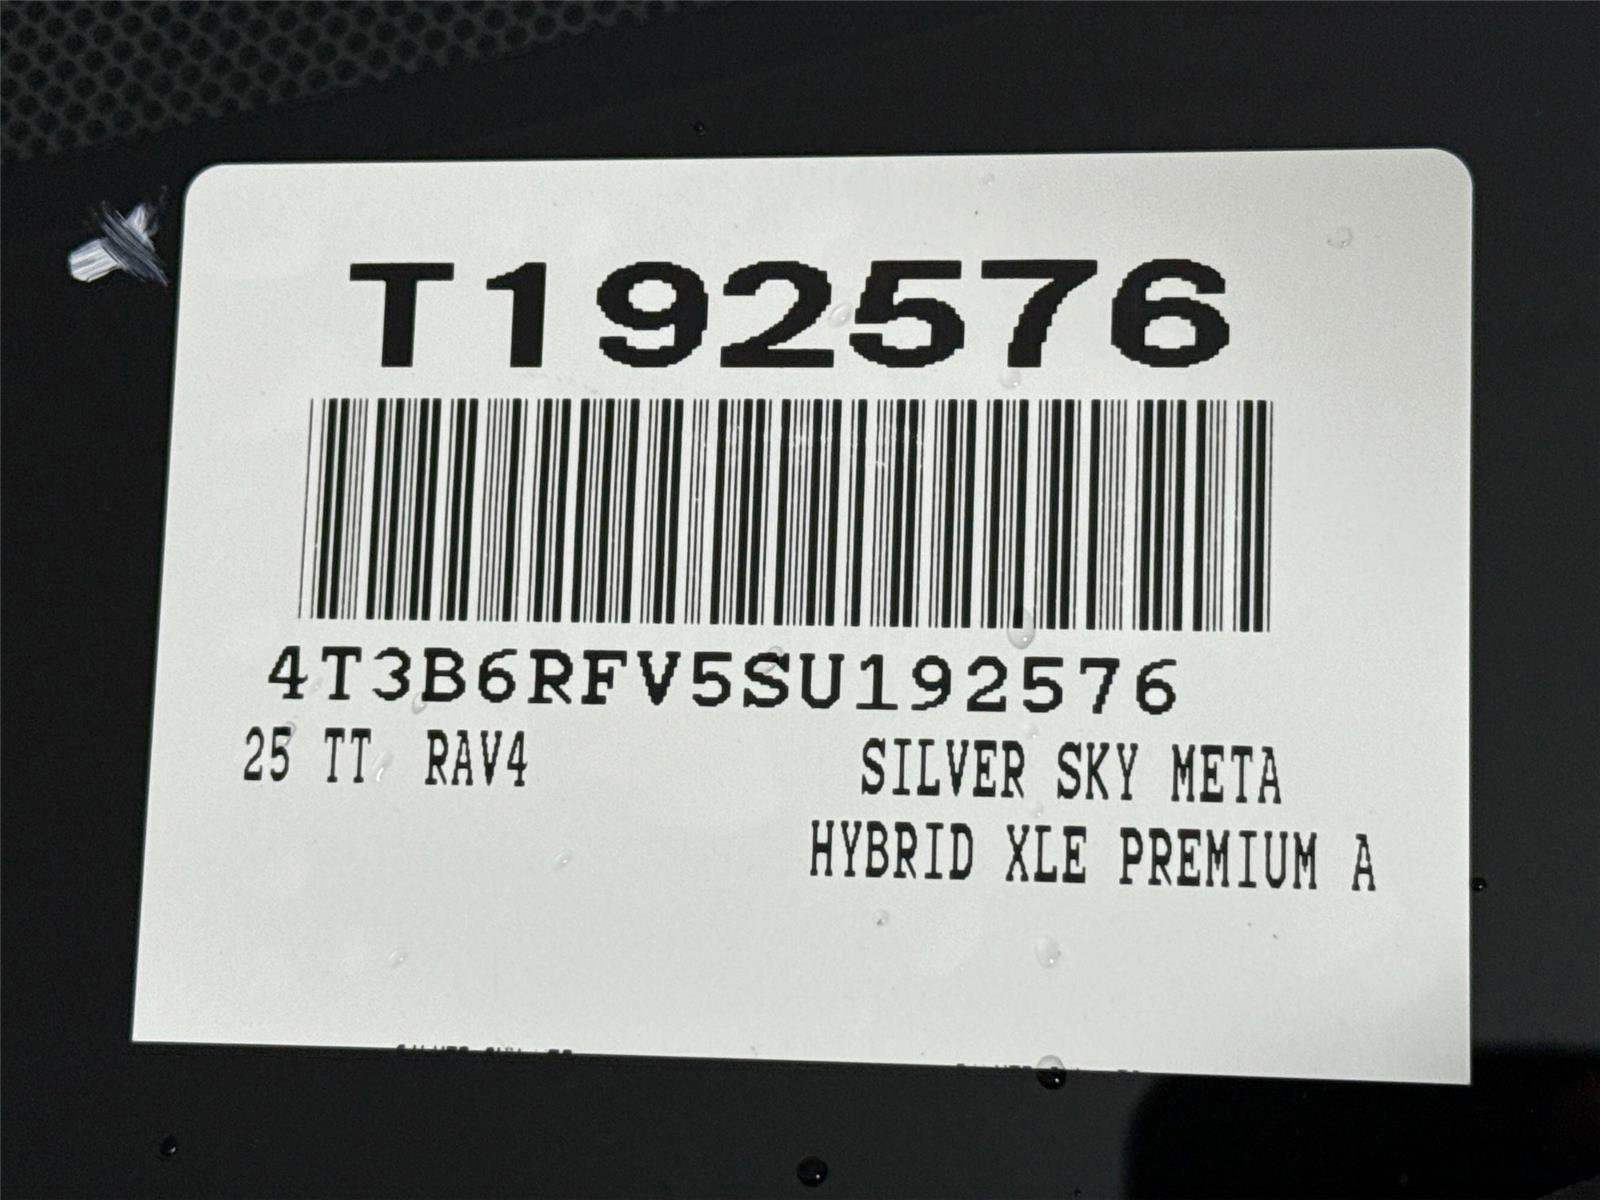 T192576
4T3B6RFV5SU192576
25 TT RAV4 SILVER SKY META
HYBRID XLE PREMIUM A